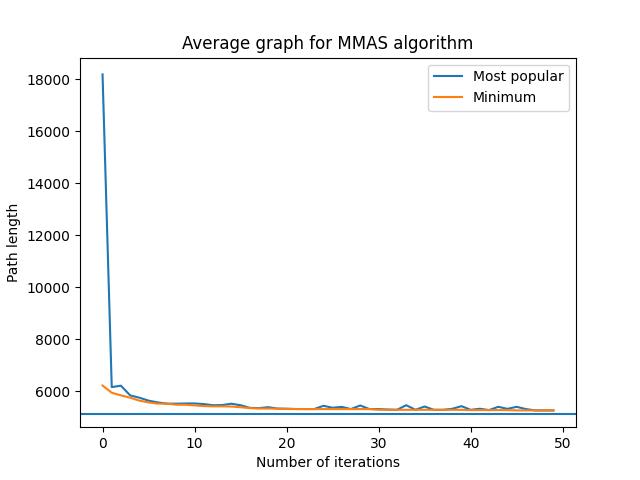 Average graph for MMAS algorithm
Most popular
Minimum
Path length
18000
16000
14000
12000
10000
8000
6000
0 10 20 30 40 50
Number of iterations